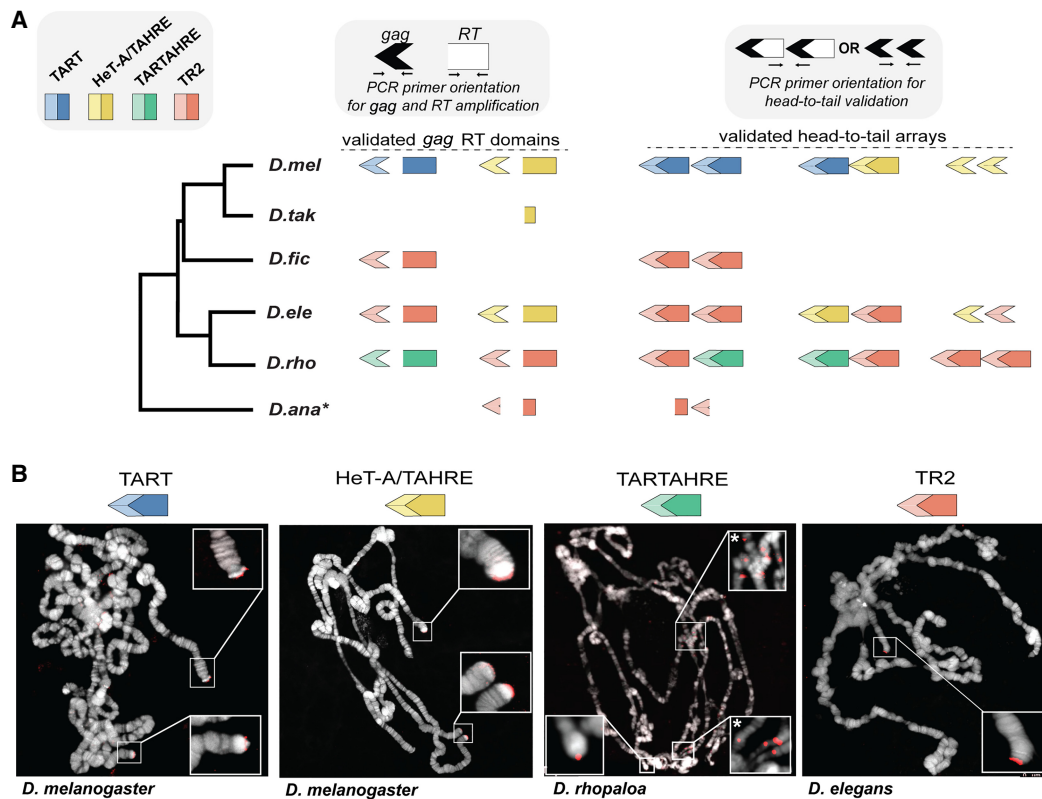 A
TART
HeT-A/TAHRE
TARTAHRE
TR2
gag RT
PCR primer orientation
for gag and RT amplification
OR
PCR primer orientation for
head-to-tail validation
validated gag RT domains
validated head-to-tail arrays
D.mel
D.tak
D.fic
D.ele
D.rho
D.ana*
B
TART
HeT-A/TAHRE
TARTAHRE
TR2
*
*
D. melanogaster
D. melanogaster
D. rhopaloa
D. elegans